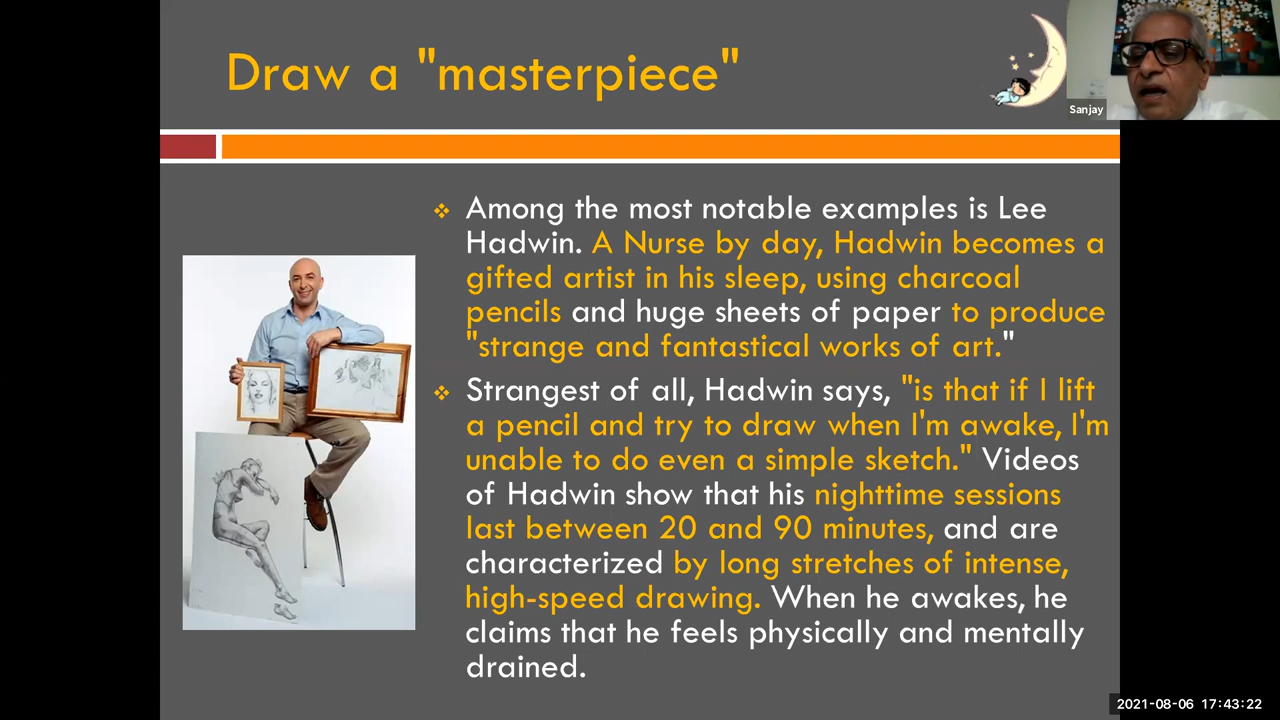 Draw a "masterpiece"
Sanjay
Among the most notable examples is Lee
Hadwin. A Nurse by day, Hadwin becomes a
gifted artist in his sleep, using charcoal
pencils and huge sheets of paper to produce
"strange and fantastical works of art."
Strangest of all, Hadwin says, "is that if I lift
a pencil and try to draw when I'm awake, I'm
unable to do even a simple sketch." Videos
of Hadwin show that his nighttime sessions
last between 20 and 90 minutes, and are
characterized by long stretches of intense,
high-speed drawing. When he awakes, he
claims that he feels physically and mentally
drained.
2021-08-06 17:43:22